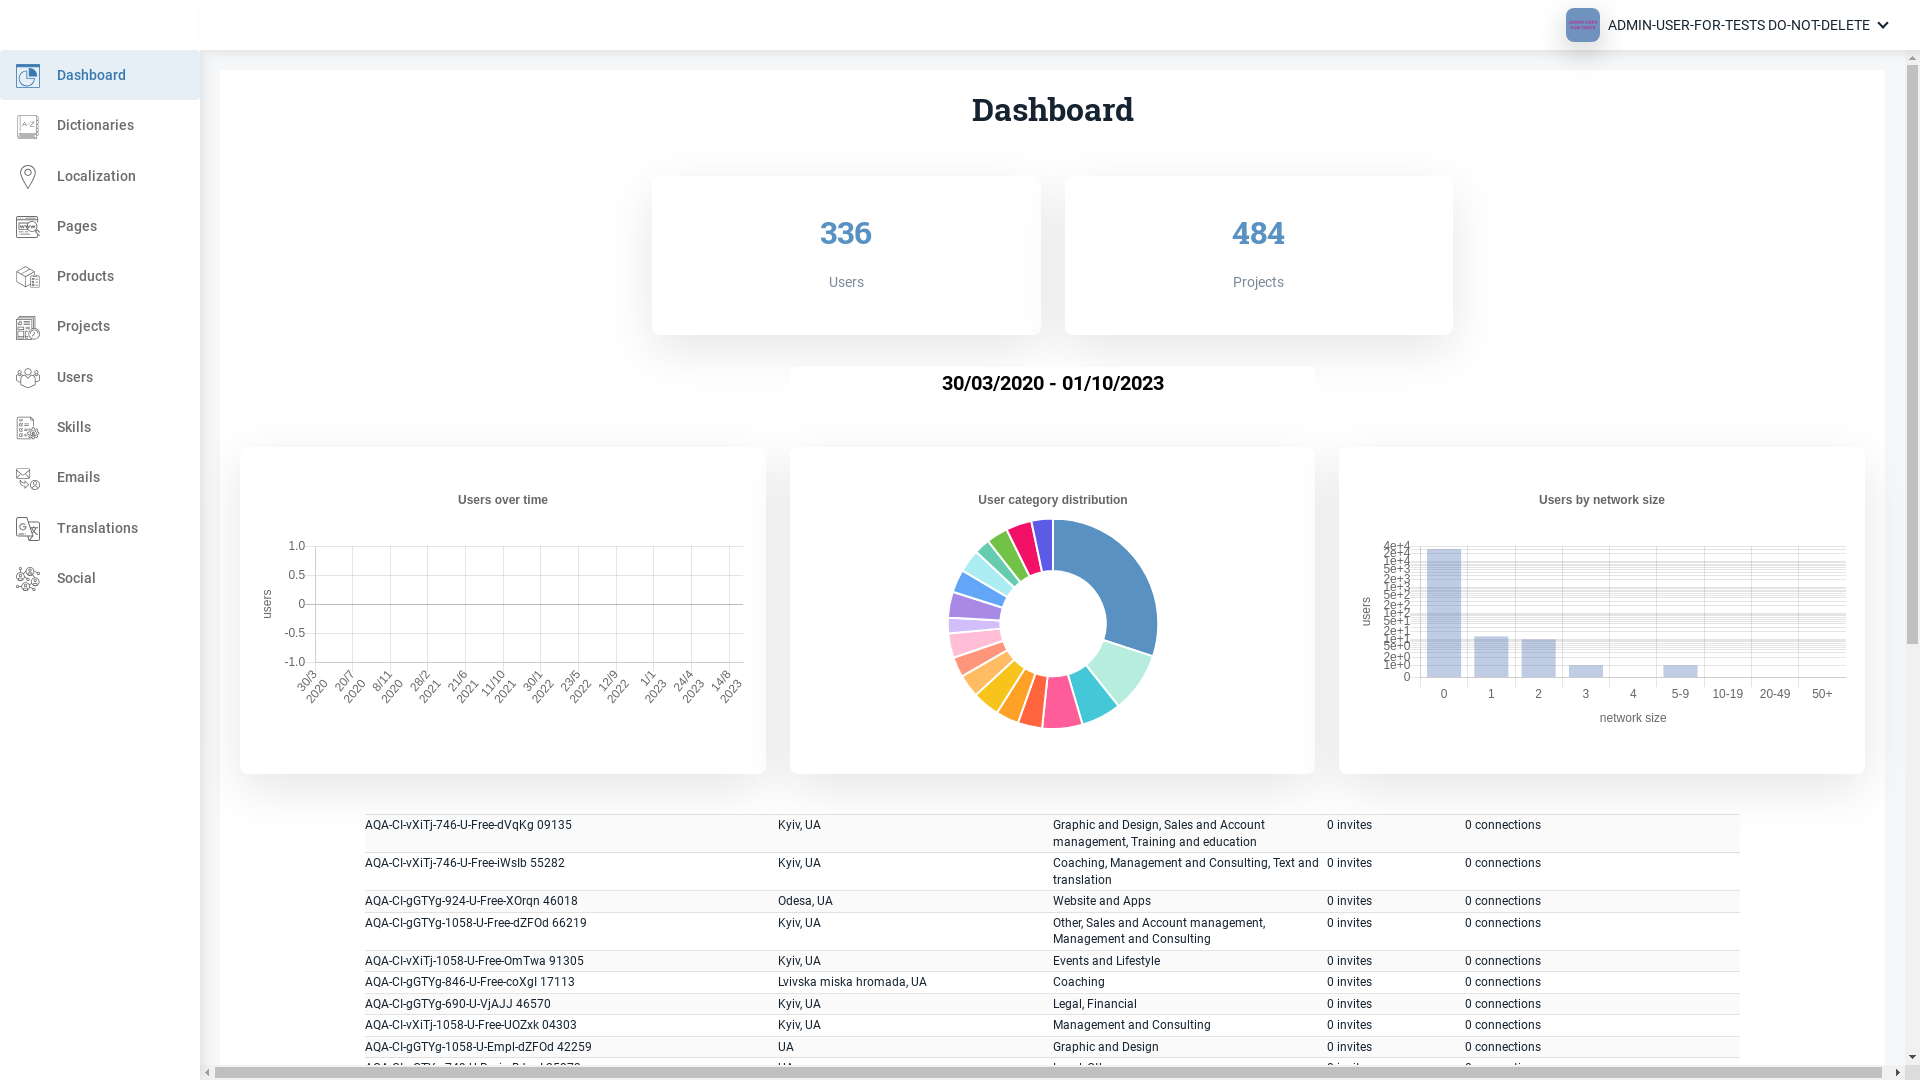 ADMIN-USER-FOR-TESTS DO-NOT-DELETE
Dashboard
Dictionaries
Localization
Pages
Products
Projects
Users
Skills
Emails
Translations
Social
Dashboard
336
Users
484
Projects
30/03/2020 - 01/10/2023
Users over time
1.0
0.5
0
-0.5
-1.0
users
30/3 2020
20/7 2020
8/11 2020
28/2 2021
21/6 2021
11/10 2021
30/1 2022
23/5 2022
12/9 2022
1/1 2023
24/4 2023
14/8 2023
User category distribution
Users by network size
4e+4
2e+4
1e+4
5e+3
2e+3
1e+3
5e+2
2e+2
1e+2
5e+1
2e+1
1e+1
5e+0
2e+0
1e+0
0
users
0 1 2 3 4 5-9 10-19 20-49 50+
network size
AQA-CI-vXiTj-746-U-Free-dVqKg 09135 Kyiv, UA Graphic and Design, Sales and Account 0 invites 0 connections
management, Training and education
AQA-CI-vXiTj-746-U-Free-iWsIb 55282 Kyiv, UA Coaching, Management and Consulting, Text and 0 invites 0 connections
translation
AQA-CI-gGTYg-924-U-Free-XOrqn 46018 Odesa, UA Website and Apps 0 invites 0 connections
AQA-CI-gGTYg-1058-U-Free-dZFOd 66219 Kyiv, UA Other, Sales and Account management, 0 invites 0 connections
Management and Consulting
AQA-CI-vXiTj-1058-U-Free-OmTwa 91305 Kyiv, UA Events and Lifestyle 0 invites 0 connections
AQA-CI-gGTYg-846-U-Free-coXgI 17113 Lvivska miska hromada, UA Coaching 0 invites 0 connections
AQA-CI-gGTYg-690-U-VjAJJ 46570 Kyiv, UA Legal, Financial 0 invites 0 connections
AQA-CI-vXiTj-1058-U-Free-UOZxk 04303 Kyiv, UA Management and Consulting 0 invites 0 connections
AQA-CI-gGTYg-1058-U-Empl-dZFOd 42259 UA Graphic and Design 0 invites 0 connections